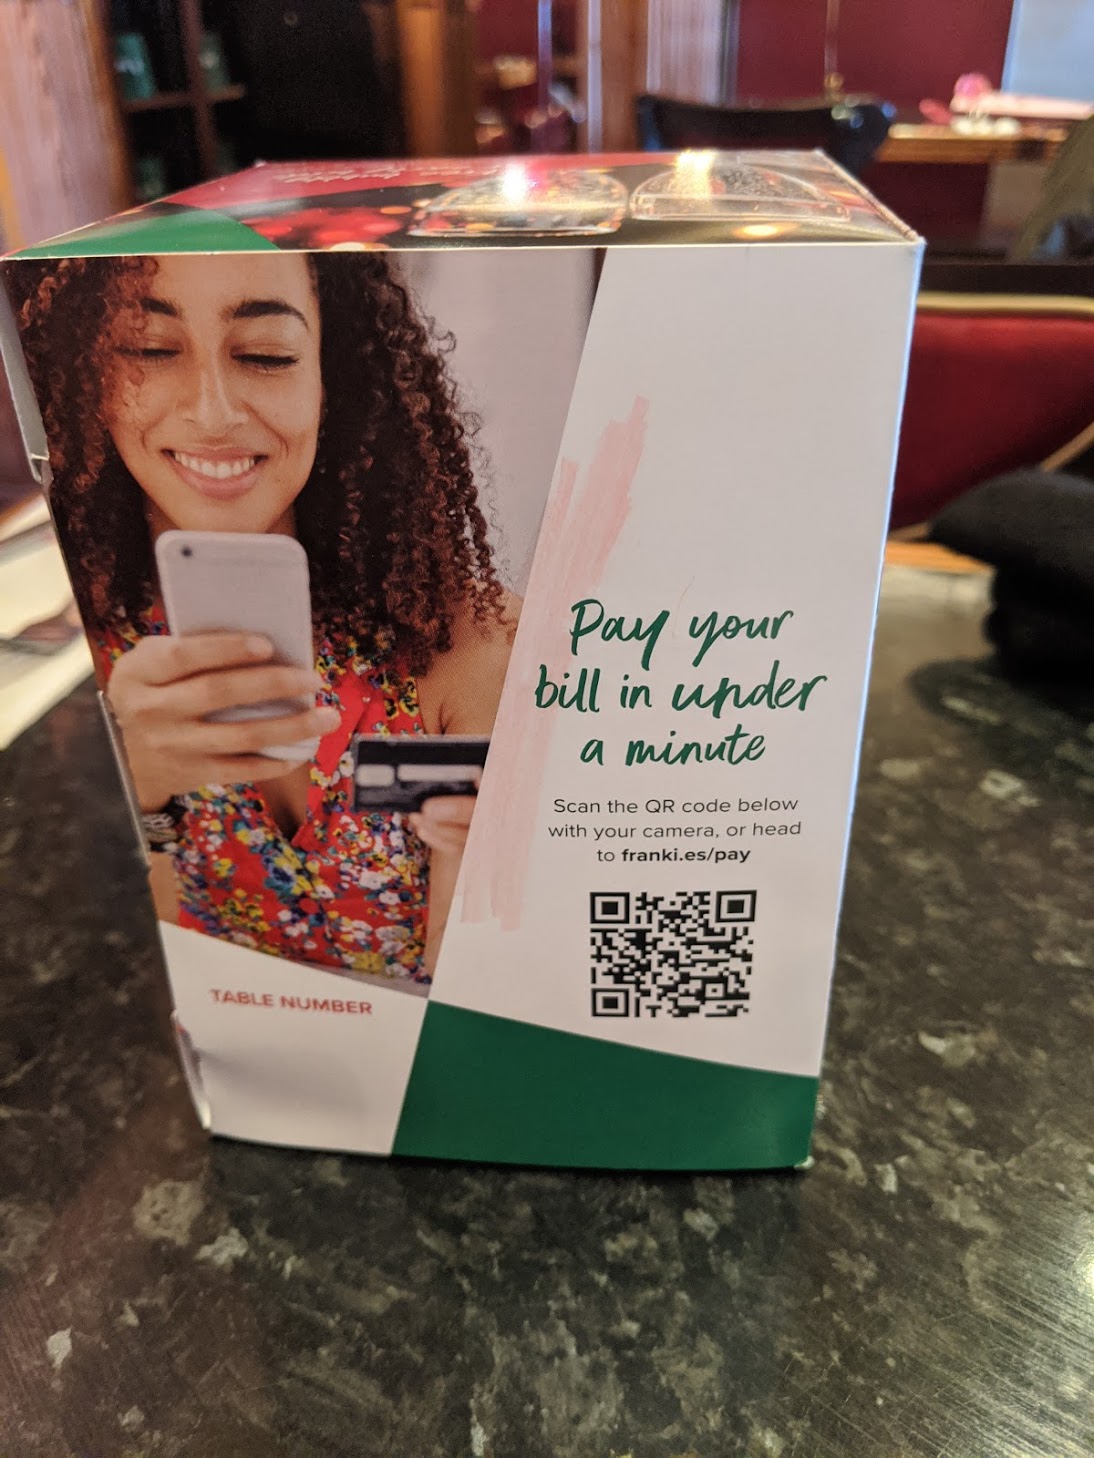 Pay your
bill in under
a minute
Scan the QR code below
with your camera, or head
to franki.es/pay
TABLE NUMBER